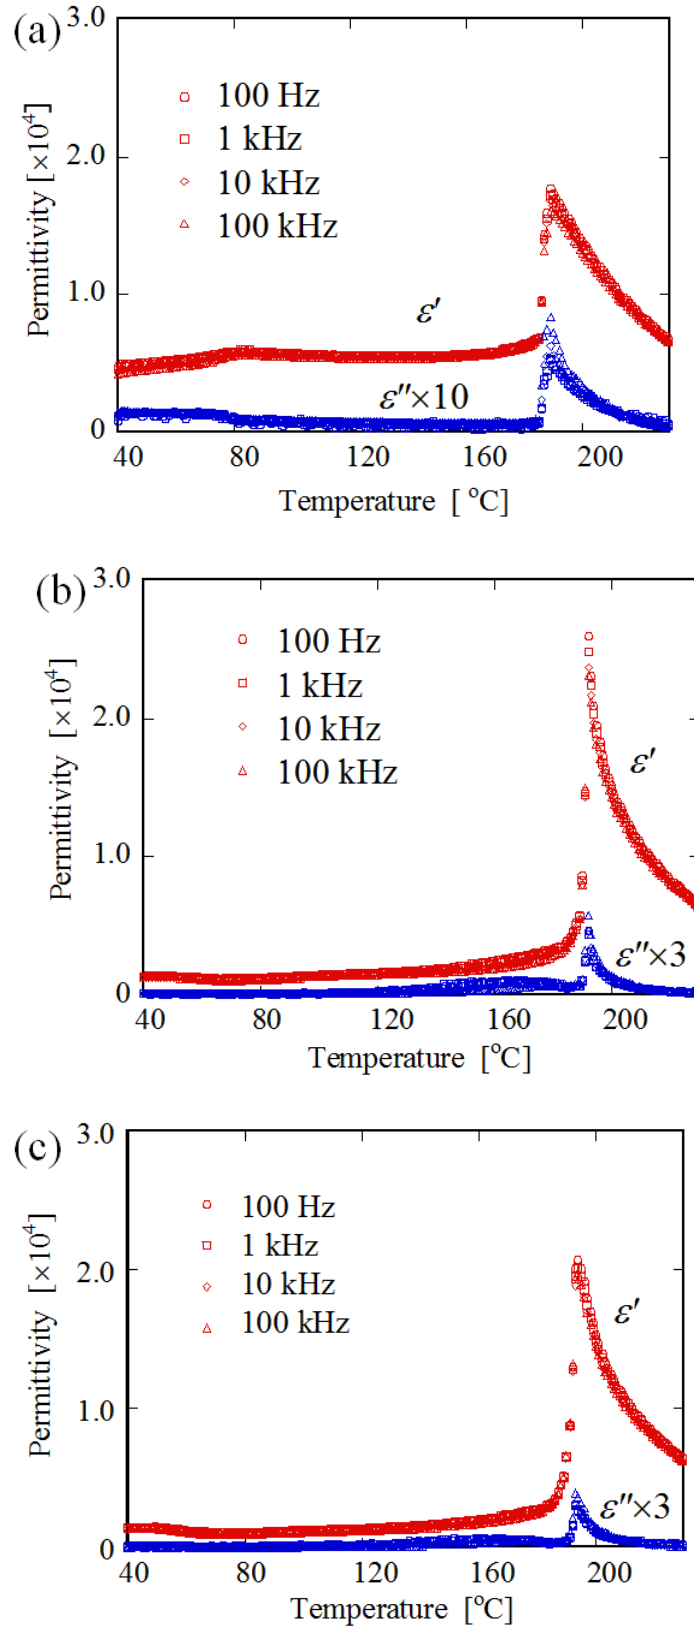 (a)
3.0
2.0
1.0
0
Permittivity [×10⁴]
100 Hz
1 kHz
10 kHz
100 kHz
ε′
ε″×10
40 80 120 160 200
Temperature [ °C]
(b)
3.0
2.0
1.0
0
Permittivity [×10⁴]
100 Hz
1 kHz
10 kHz
100 kHz
ε′
ε″×3
40 80 120 160 200
Temperature [°C]
(c)
3.0
2.0
1.0
0
Permittivity [×10⁴]
100 Hz
1 kHz
10 kHz
100 kHz
ε′
ε″×3
40 80 120 160 200
Temperature [°C]